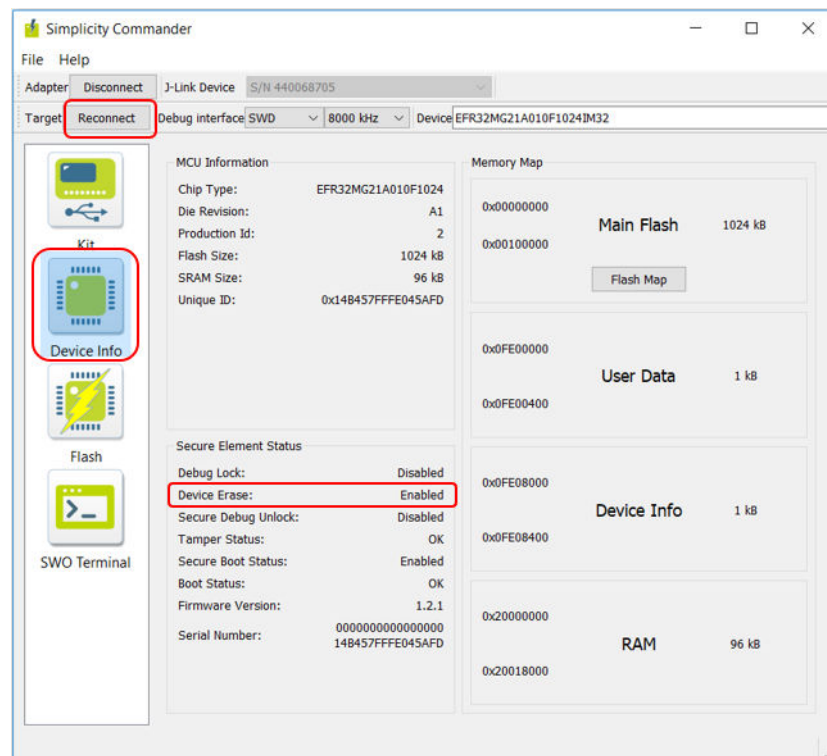 Simplicity Commander
File Help
Adapter Disconnect J-Link Device S/N 440068705
Target Reconnect Debug interface SWD 8000 kHz Device EFR32MG21A010F1024IM32
Kit
Device Info
Flash
SWO Terminal
MCU Information
Chip Type: EFR32MG21A010F1024
Die Revision: A1
Production Id: 2
Flash Size: 1024 kB
SRAM Size: 96 kB
Unique ID: 0x14B457FFFE045AFD
Secure Element Status
Debug Lock: Disabled
Device Erase: Enabled
Secure Debug Unlock: Disabled
Tamper Status: OK
Secure Boot Status: Enabled
Boot Status: OK
Firmware Version: 1.2.1
Serial Number: 0000000000000000
14B457FFFE045AFD
Memory Map
0x00000000
Main Flash 1024 kB
0x00100000
Flash Map
0x0FE00000
User Data 1 kB
0x0FE00400
0x0FE08000
Device Info 1 kB
0x0FE08400
0x20000000
RAM 96 kB
0x20018000